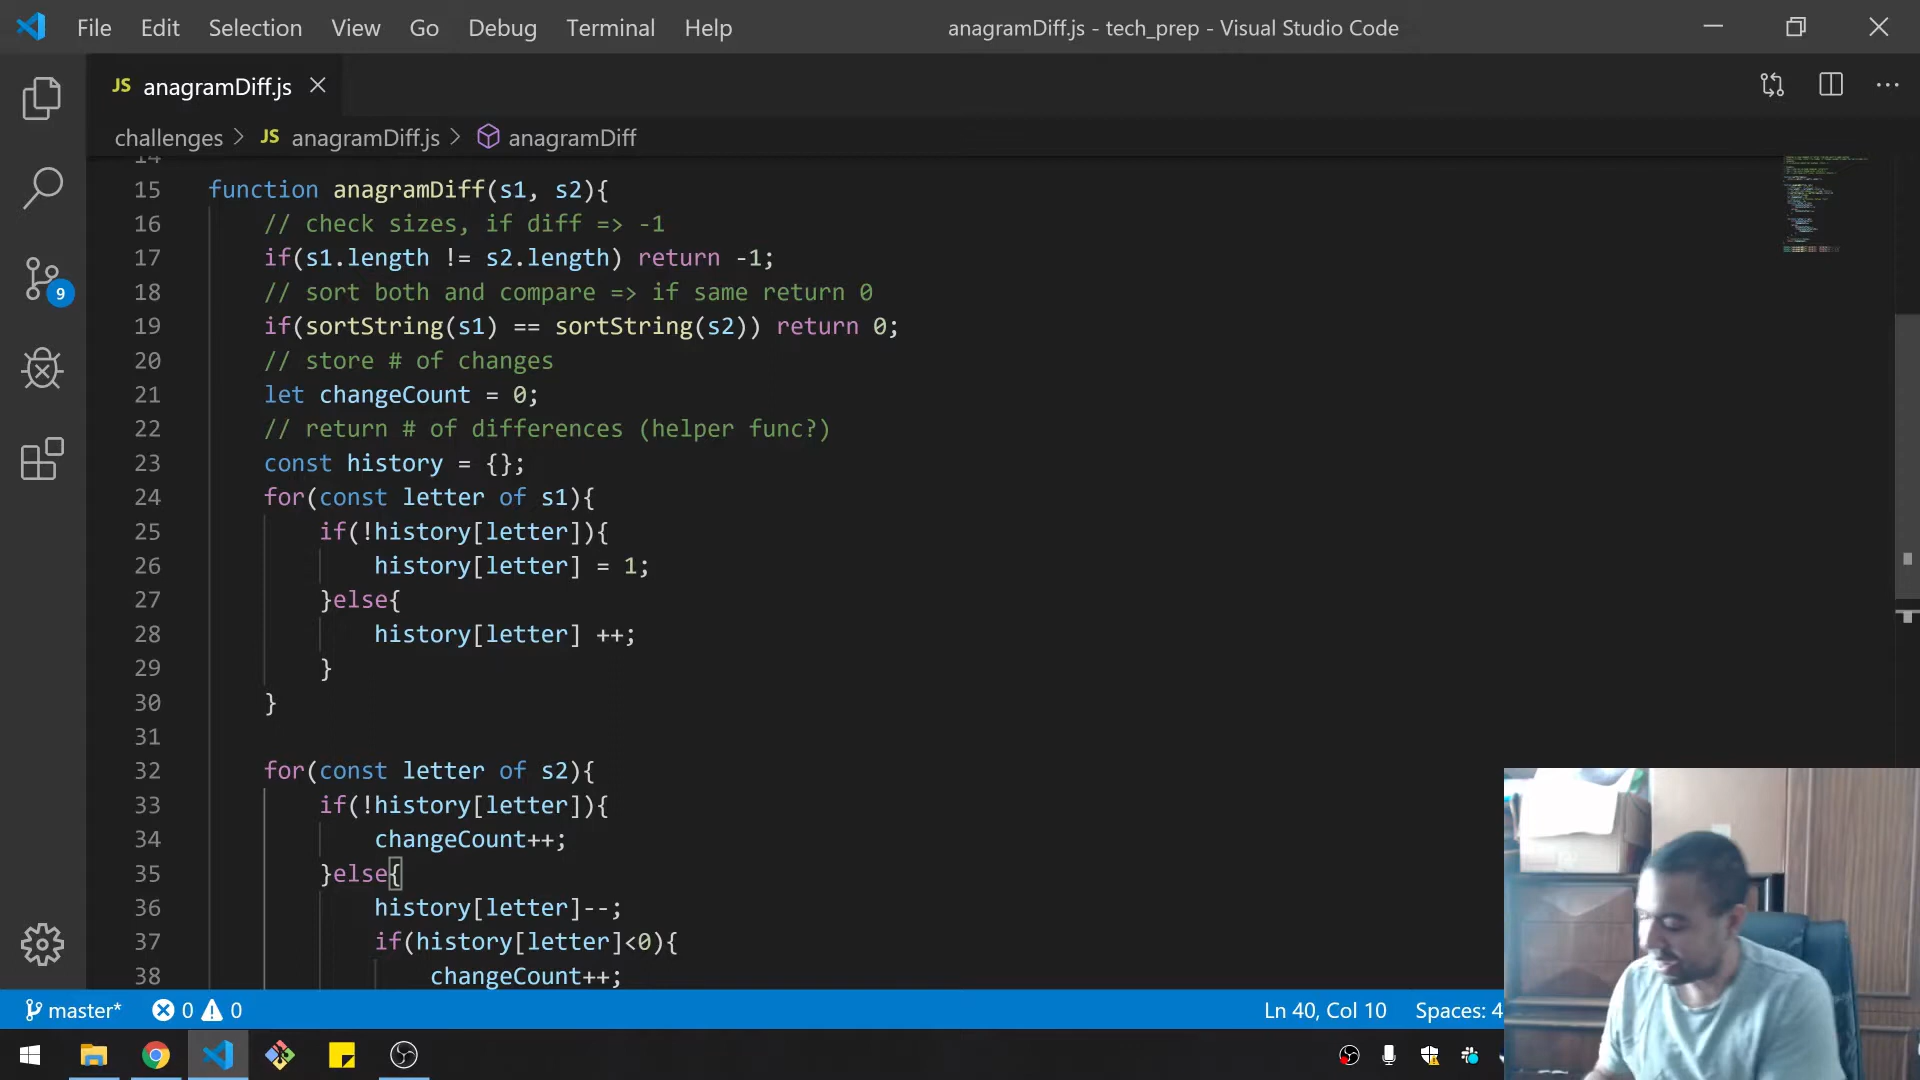 File Edit Selection View Go Debug Terminal Help anagramDiff.js - tech_prep - Visual Studio Code
JS anagramDiff.js
challenges > JS anagramDiff.js > anagramDiff
14
15 function anagramDiff(s1, s2){
16 // check sizes, if diff => -1
17 if(s1.length != s2.length) return -1;
18 // sort both and compare => if same return 0
19 if(sortString(s1) == sortString(s2)) return 0;
20 // store # of changes
21 let changeCount = 0;
22 // return # of differences (helper func?)
23 const history = {};
24 for(const letter of s1){
25 if(!history[letter]){
26 history[letter] = 1;
27 }else{
28 history[letter] ++;
29 }
30 }
31
32 for(const letter of s2){
33 if(!history[letter]){
34 changeCount++;
35 }else{
36 history[letter]--;
37 if(history[letter]<0){
38 changeCount++;
9
master* 0 0 Ln 40, Col 10 Spaces: 4